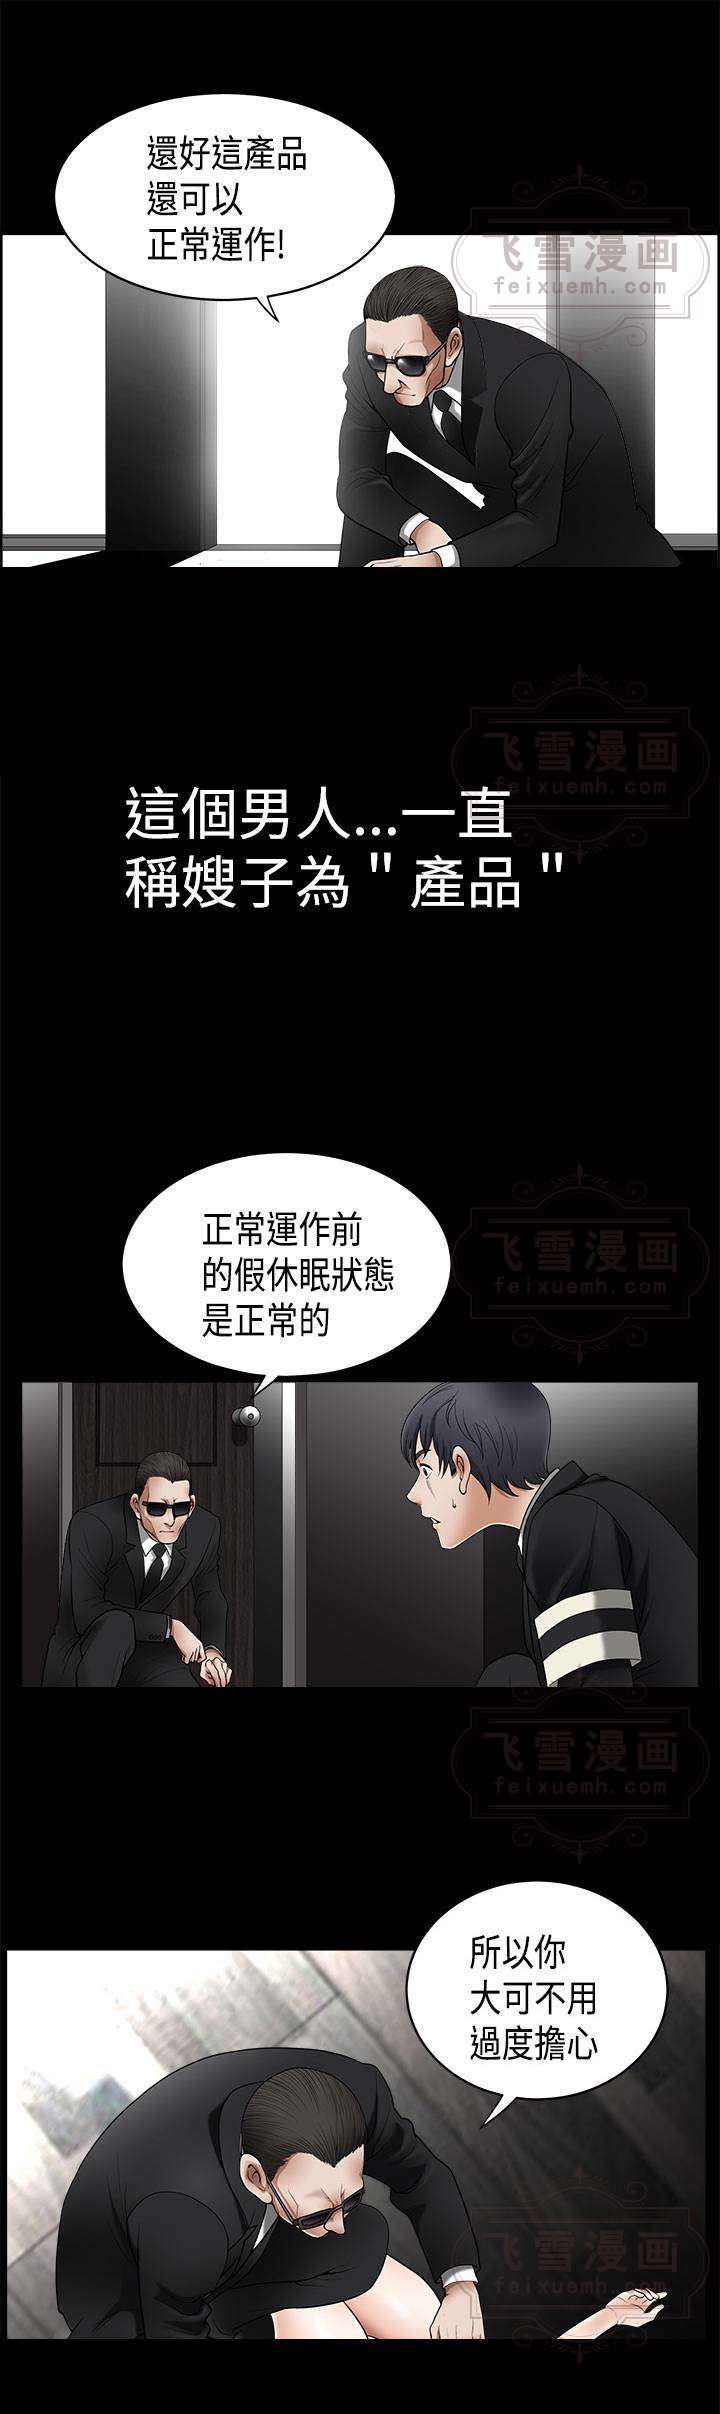 還好這產品
還可以
正常運作!
飞雪漫画
feixuemh.com
飞雪漫画
feixuemh.com
這個男人...一直
稱嫂子為＂產品＂
正常運作前
的假休眠狀態
是正常的
飞雪漫画
feixuemh.com
飞雪漫画
feixuemh.com
所以你
大可不用
過度擔心
飞雪漫画
feixuemh.com